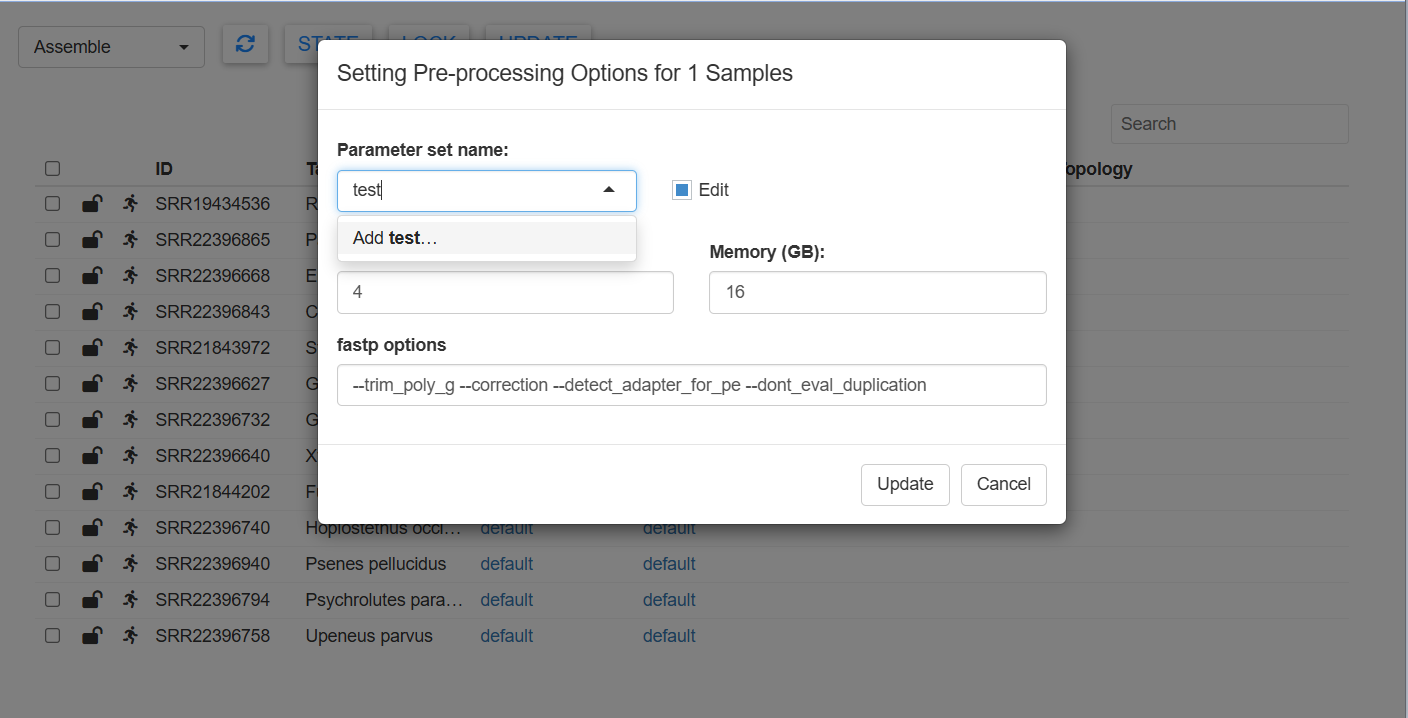 Assemble
STATE LOCK UPDATE
Setting Pre-processing Options for 1 Samples
Search
Parameter set name:
ID
opology
test
Edit
SRR19434536
Add test…
SRR22396865
Memory (GB):
SRR22396668
4
16
SRR22396843
fastp options
SRR21843972
--trim_poly_g --correction --detect_adapter_for_pe --dont_eval_duplication
SRR22396627
SRR22396732
SRR22396640
Update
Cancel
SRR21844202
SRR22396740 Hoplostethus occi… default default
SRR22396940 Psenes pellucidus default default
SRR22396794 Psychrolutes para… default default
SRR22396758 Upeneus parvus default default